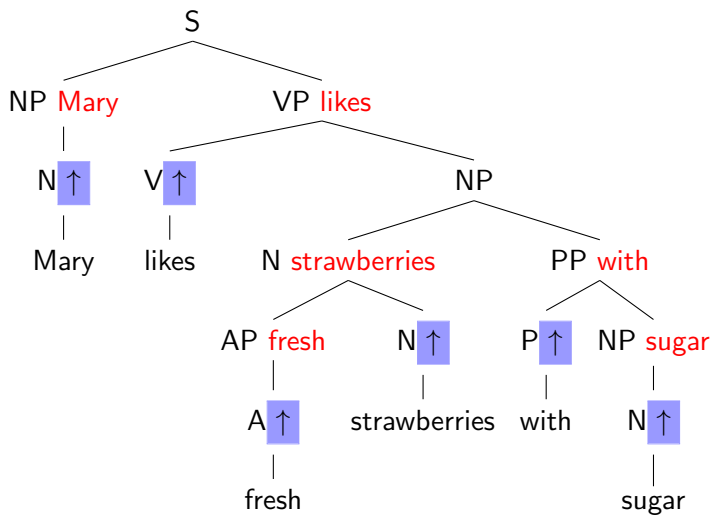 S
NP Mary VP likes
N ↑ V ↑ NP
Mary likes N strawberries PP with
AP fresh N ↑ P ↑ NP sugar
A ↑ strawberries with N ↑
fresh sugar